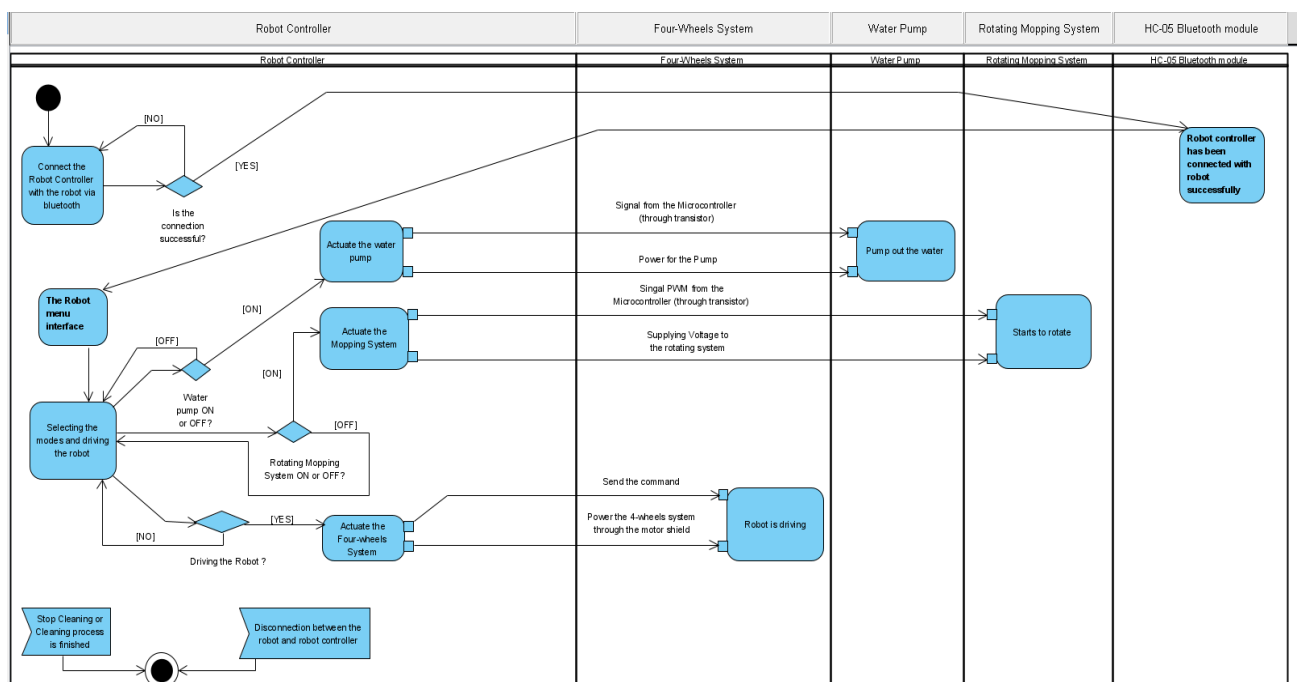 Robot Controller
Four-Wheels System
Water Pump
Rotating Mopping System
HC-05 Bluetooth module
Robot Controller
Four-Wheels System
Water Pump
Rotating Mopping System
HC-05 Bluetooth module
[NO]
Connect the
Robot Controller
with the robot via
bluetooth
[YES]
Is the
connection
successful?
Robot controller
has been
connected with
robot
successfully
Signal from the Microcontroller
(through transistor)
Actuate the water
pump
Pump out the water
Power for the Pump
Singal PWM from the
Microcontroller (through transistor)
The Robot
menu
interface
[ON]
Actuate the
Mopping System
Starts to rotate
Supplying Voltage to
the rotating system
[OFF]
[ON]
Water
pump ON
or OFF?
Selecting the
modes and driving
the robot
[OFF]
Rotating Mopping
System ON or OFF?
Send the command
[YES]
Actuate the
Four-wheels
System
Power the 4-wheels system
through the motor shield
Robot is driving
[NO]
Driving the Robot ?
Stop Cleaning or
Cleaning process
is finished
Disconnection between the
robot and robot controller